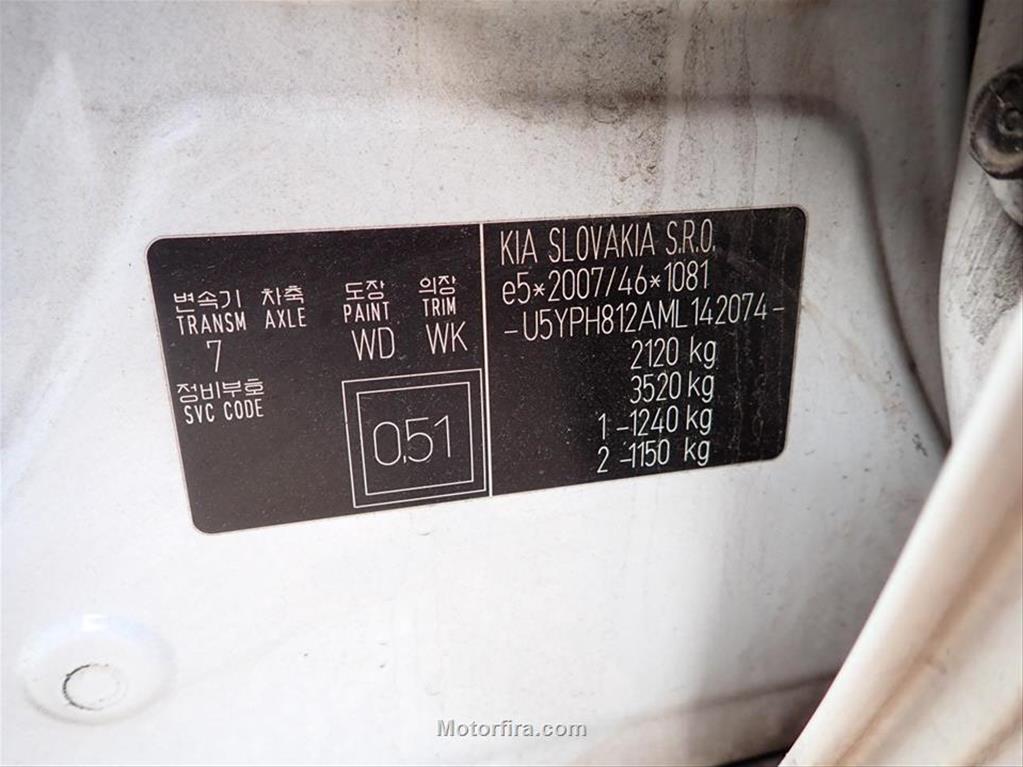 변속기 차축 도장 의장
TRANSM AXLE PAINT TRIM
7 WD WK
정비부호
SVC CODE
0,51
KIA SLOVAKIA S.R.O.
e5*2007/46*1081
-U5YPH812AML142074-
2120 kg
3520 kg
1 -1240 kg
2 -1150 kg
Motorfira.com